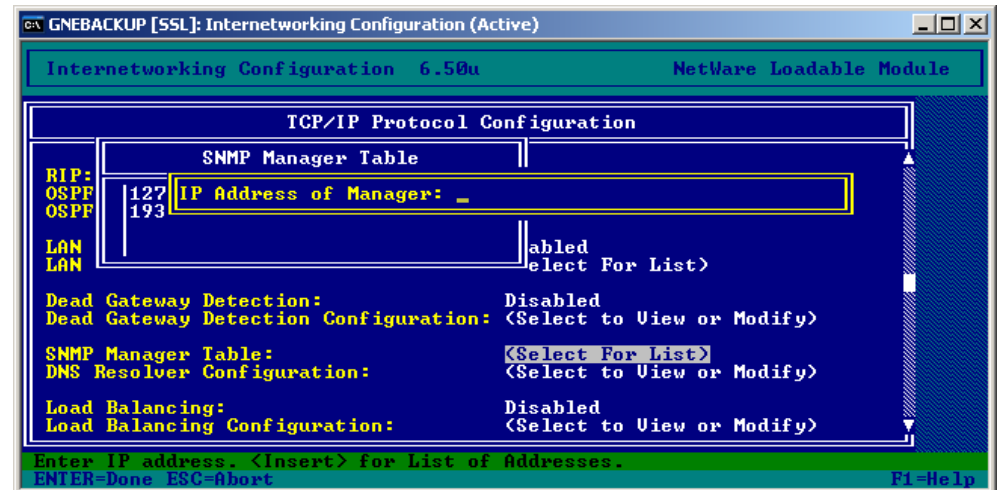 GNEBACKUP [SSL]: Internetworking Configuration (Active)
Internetworking Configuration 6.50u NetWare Loadable Module
TCP/IP Protocol Configuration
SNMP Manager Table
RIP:
OSPF 127 IP Address of Manager: _
OSPF 193
LAN abled
LAN elect For List>
Dead Gateway Detection: Disabled
Dead Gateway Detection Configuration: <Select to View or Modify>
SNMP Manager Table: <Select For List>
DNS Resolver Configuration: <Select to View or Modify>
Load Balancing: Disabled
Load Balancing Configuration: <Select to View or Modify>
Enter IP address. <Insert> for List of Addresses.
ENTER=Done ESC=Abort F1=Help